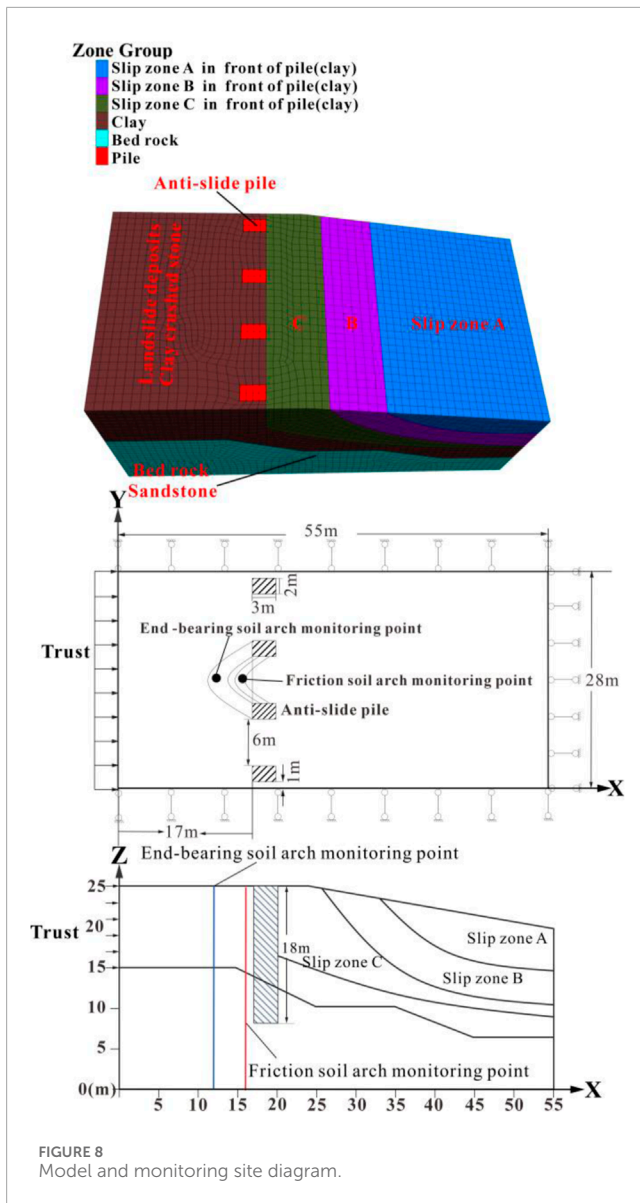 Zone Group
Slip zone A in front of pile(clay)
Slip zone B in front of pile(clay)
Slip zone C in front of pile(clay)
Clay
Bed rock
Pile
Anti-slide pile
Landslide deposits
Clay crushed stone
C
B
Slip zone A
Bed rock
Sandstone
Y
55m
2m
3m
End -bearing soil arch monitoring point
Trust
Friction soil arch monitoring point
28m
Anti-slide pile
6m
1m
X
17m
End-bearing soil arch monitoring point
Z
25
20
Trust
15
10
5
0(m)
18m
Slip zone A
Slip zone B
Slip zone C
Friction soil arch monitoring point
X
5 10 15 20 25 30 35 40 45 50 55
FIGURE 8
Model and monitoring site diagram.